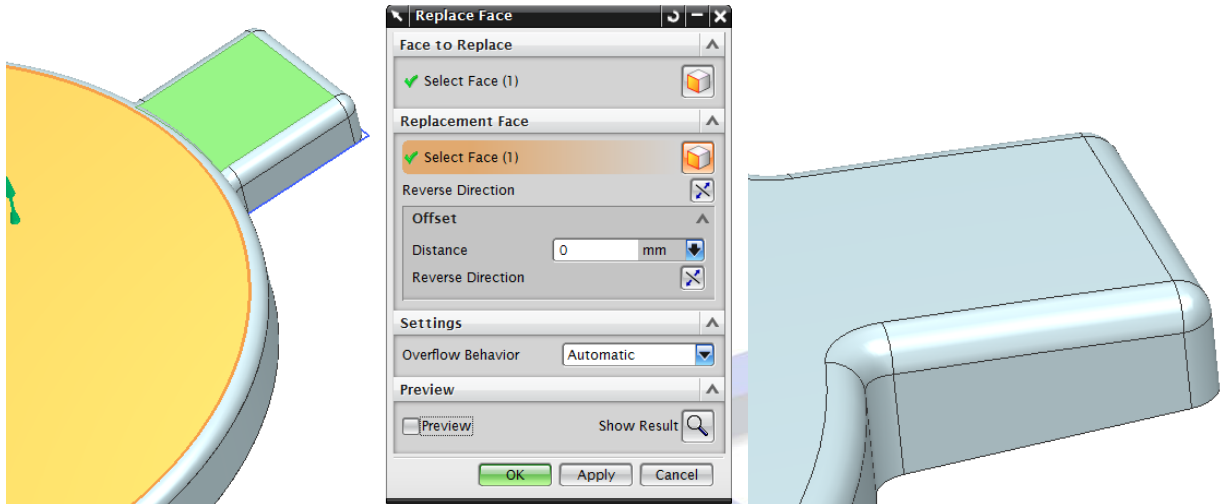 Replace Face
Face to Replace
Select Face (1)
Replacement Face
Select Face (1)
Reverse Direction
Offset
Distance 0 mm
Reverse Direction
Settings
Overflow Behavior Automatic
Preview
Preview Show Result
OK Apply Cancel